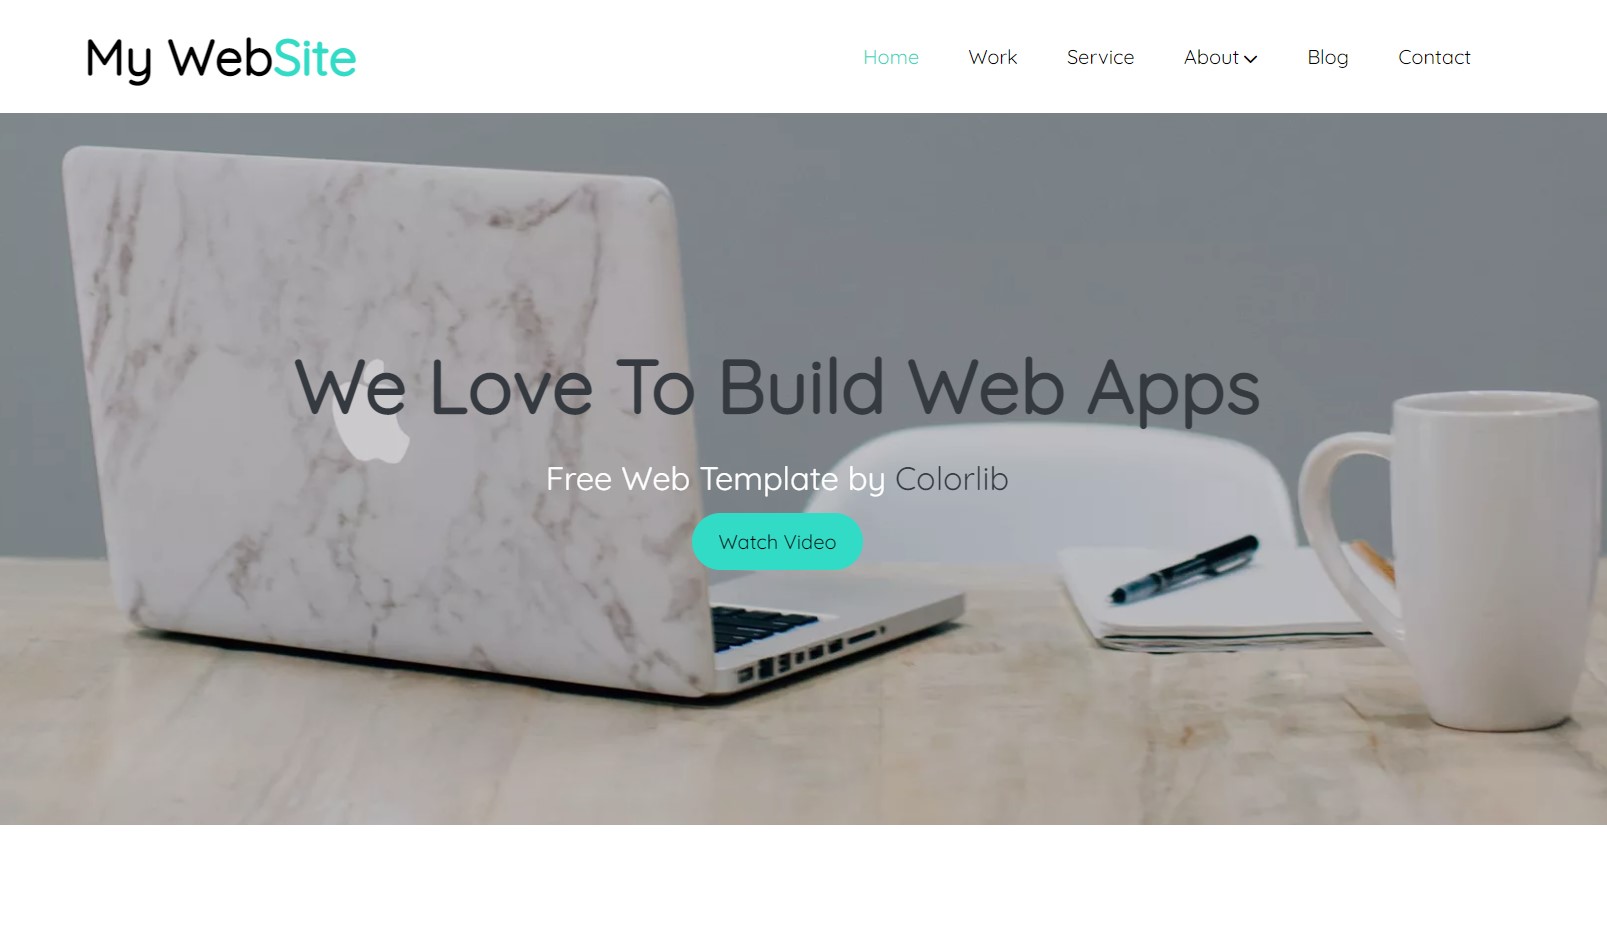 My WebSite
Home Work Service About Blog Contact
We Love To Build Web Apps
Free Web Template by Colorlib
Watch Video